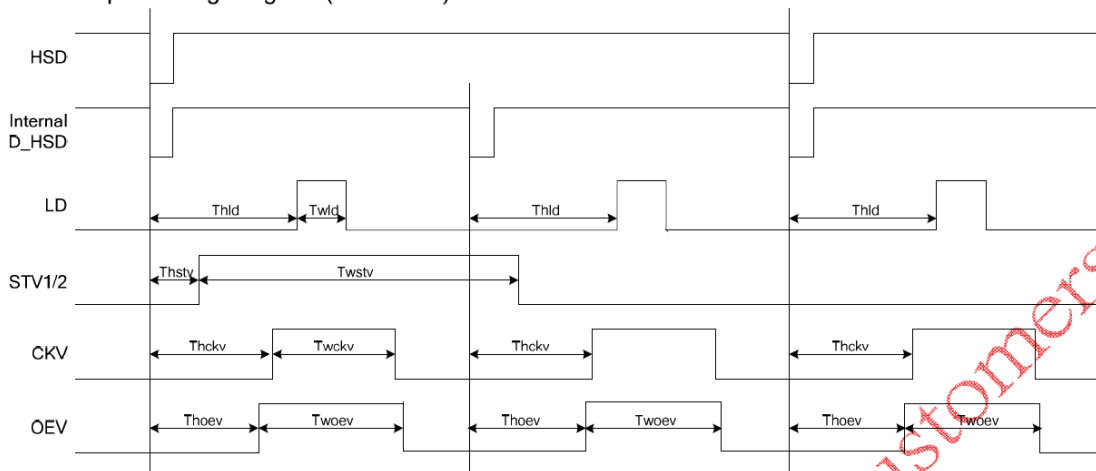 HSD
Internal
D_HSD
LD
Thld Twld Thld Thld
STV1/2
Thstv Twstv
CKV
Thckv Twckv Thckv Thckv
OEV
Thoev Twoev Thoev Twoev Thoev Twoev